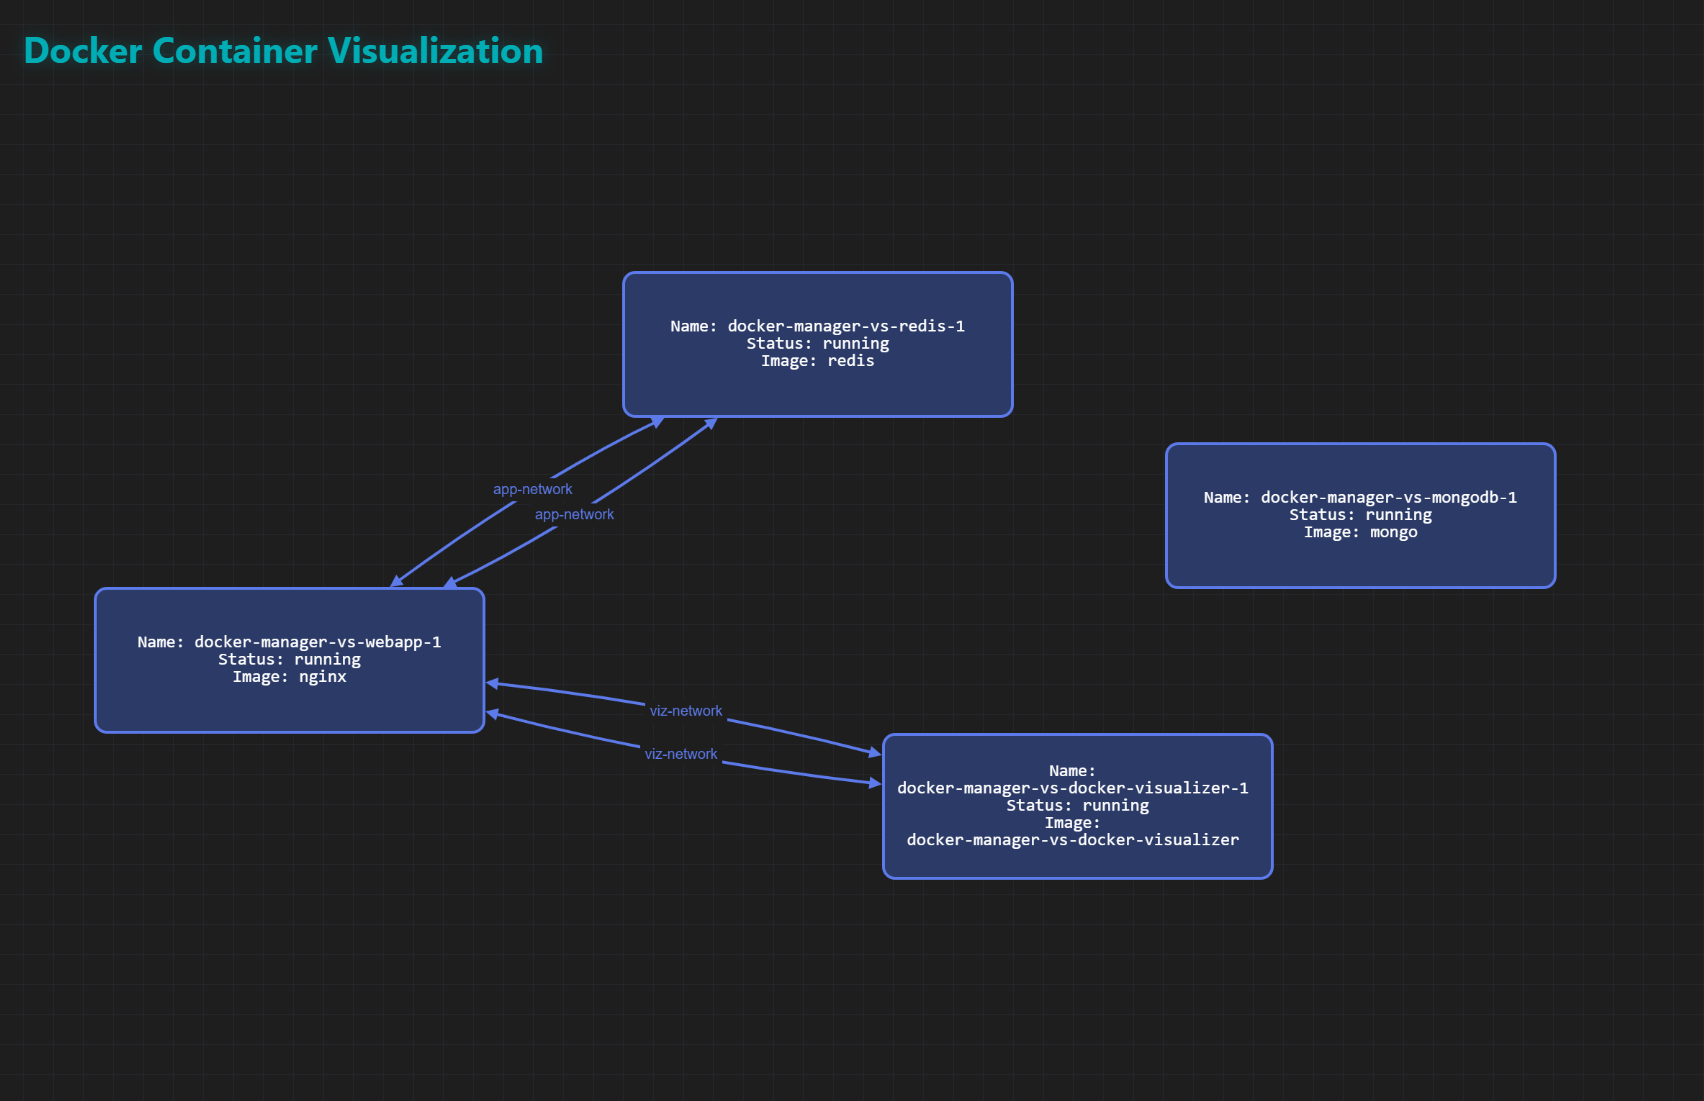 Docker Container Visualization
Name: docker-manager-vs-redis-1
Status: running
Image: redis
app-network
app-network
Name: docker-manager-vs-mongodb-1
Status: running
Image: mongo
Name: docker-manager-vs-webapp-1
Status: running
Image: nginx
viz-network
viz-network
Name:
docker-manager-vs-docker-visualizer-1
Status: running
Image:
docker-manager-vs-docker-visualizer